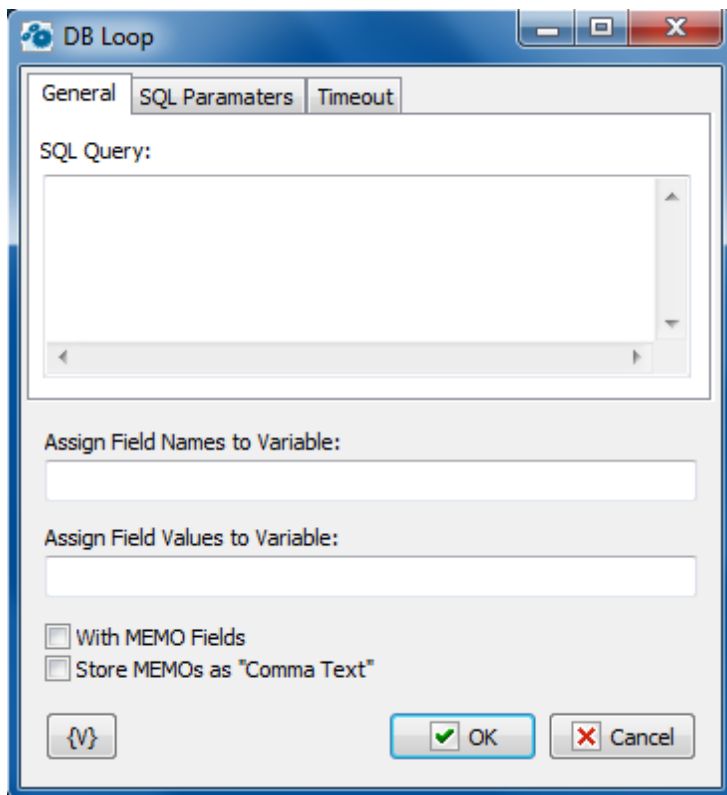 DB Loop
General SQL Paramaters Timeout
SQL Query:
Assign Field Names to Variable:
Assign Field Values to Variable:
With MEMO Fields
Store MEMOs as "Comma Text"
{V} OK Cancel